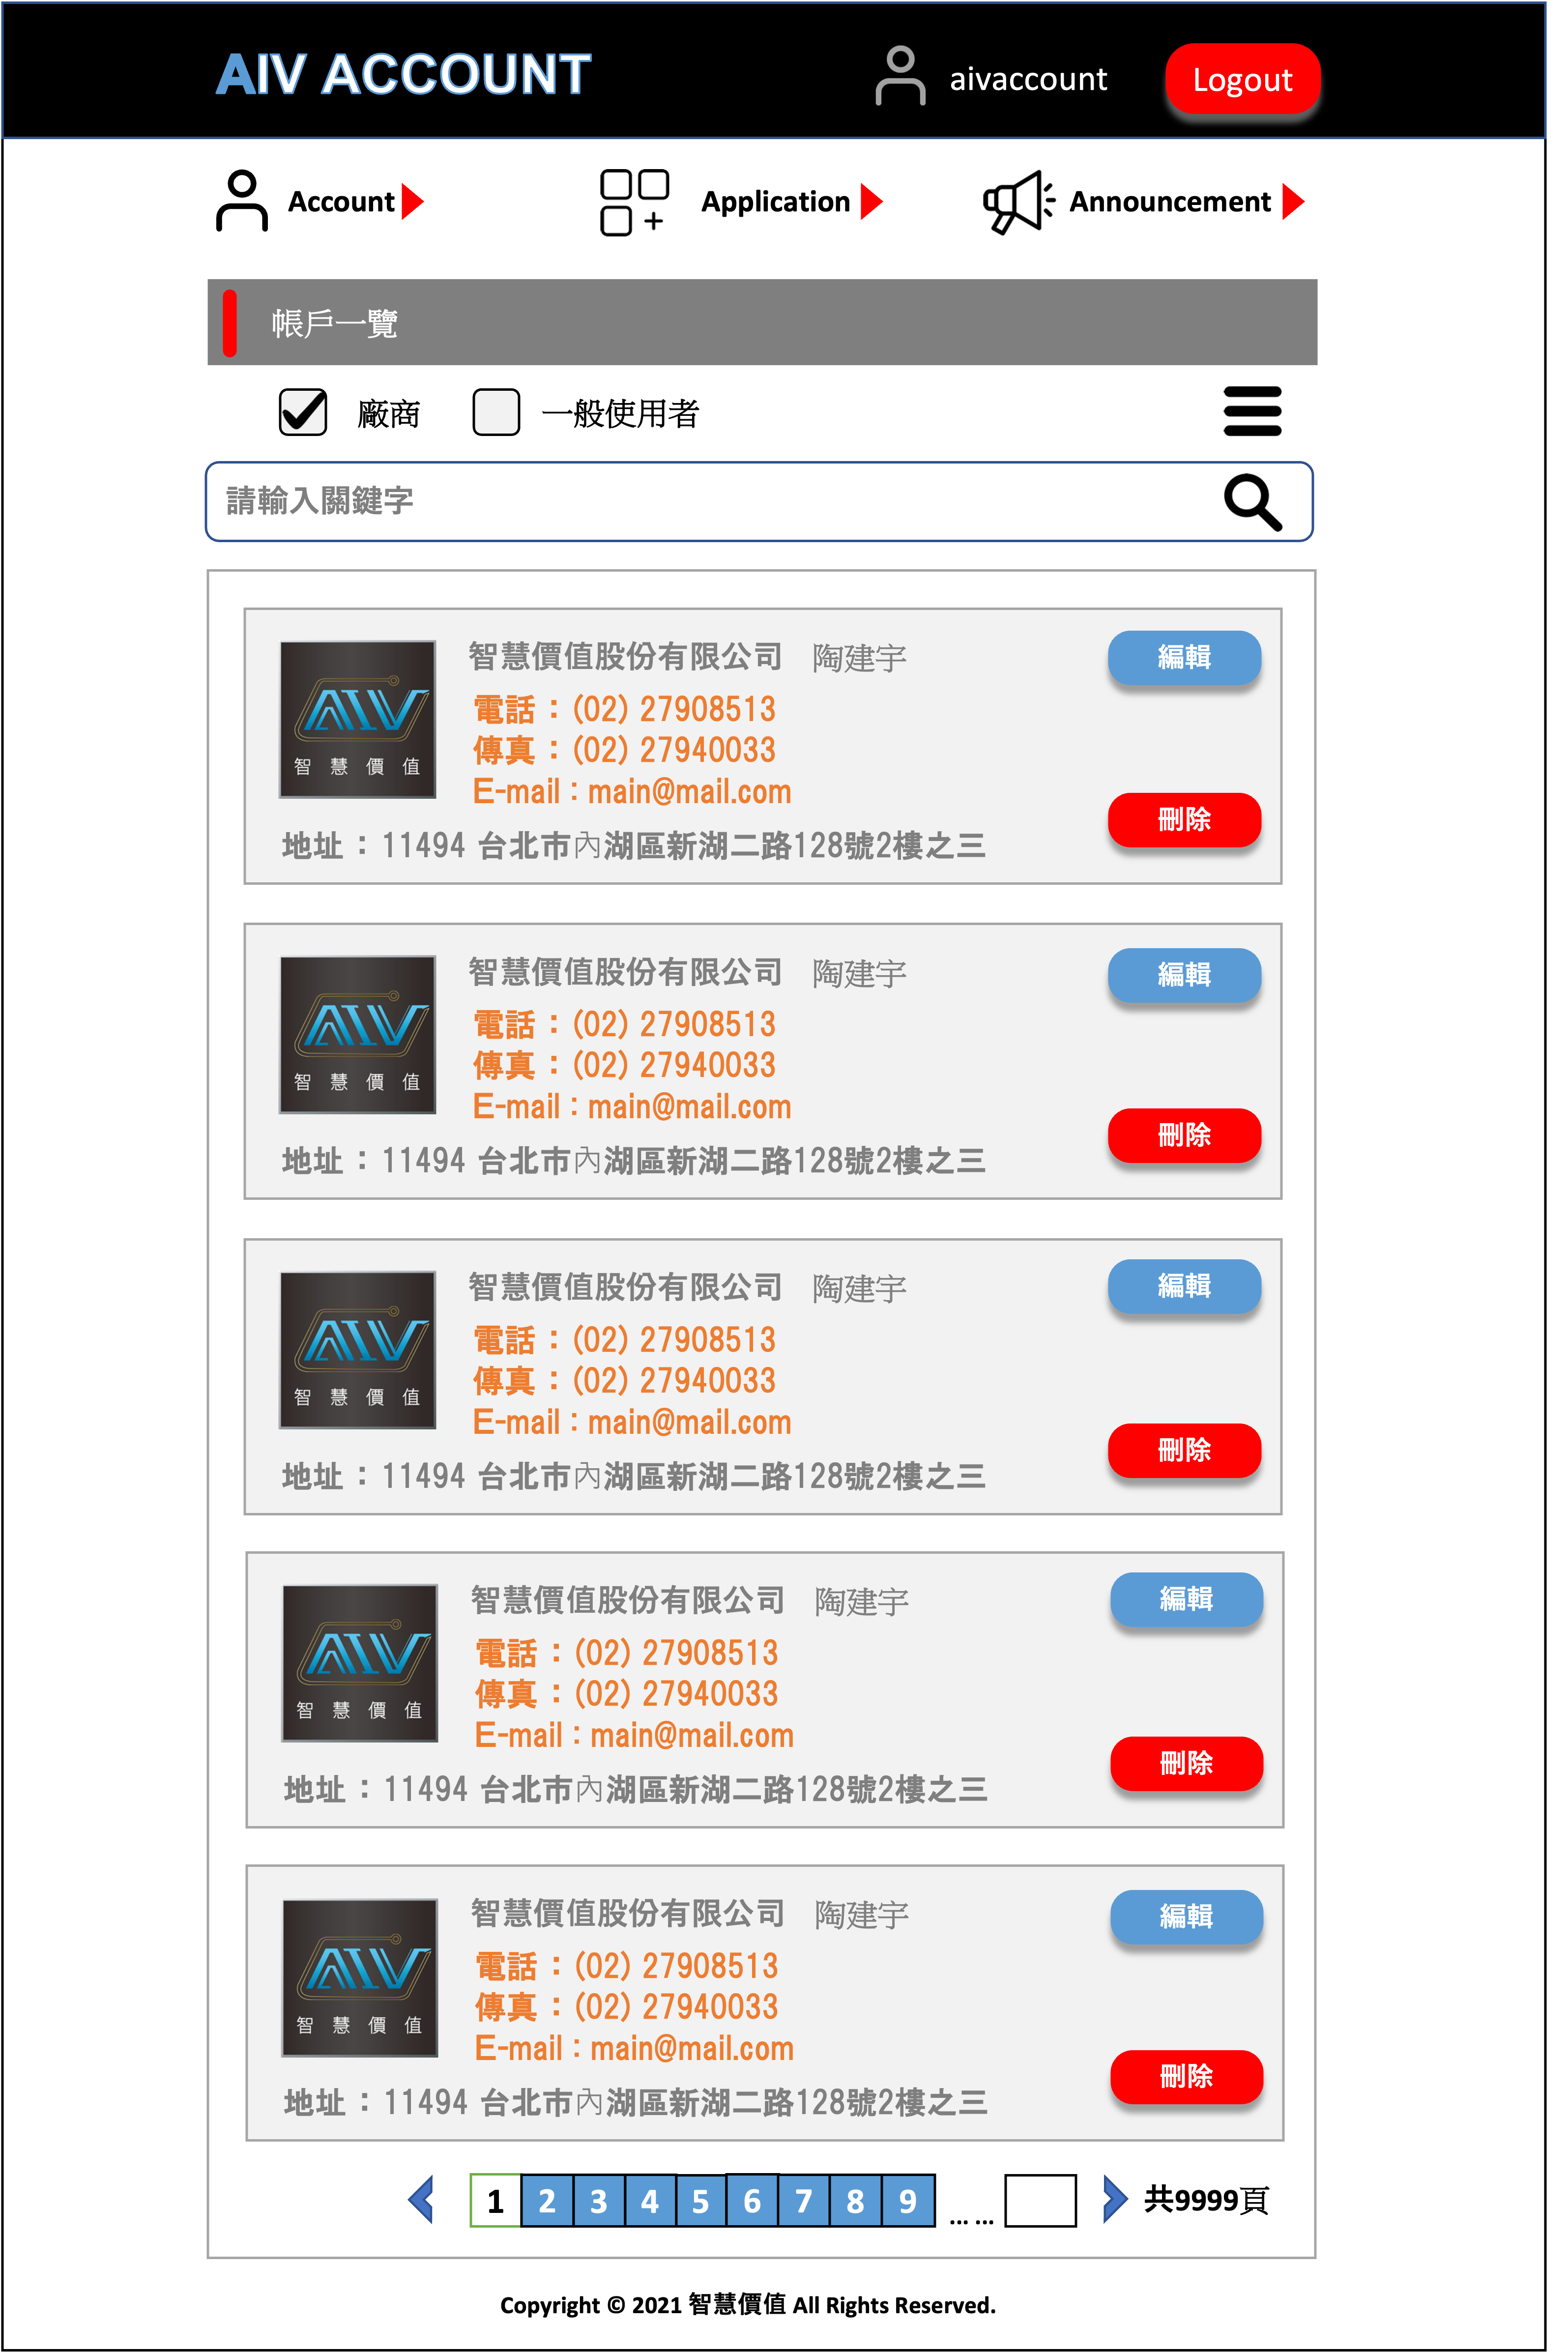 AIV ACCOUNT
aivaccount
Logout
Account
Application
Announcement
帳戶一覽
廠商
一般使用者
請輸入關鍵字
智慧價值股份有限公司 陶建宇
編輯
電話：(02) 27908513
傳真：(02) 27940033
E-mail：main@mail.com
AIV
智慧價值
刪除
地址：11494 台北市內湖區新湖二路128號2樓之三
智慧價值股份有限公司 陶建宇
編輯
電話：(02) 27908513
傳真：(02) 27940033
E-mail：main@mail.com
AIV
智慧價值
刪除
地址：11494 台北市內湖區新湖二路128號2樓之三
智慧價值股份有限公司 陶建宇
編輯
電話：(02) 27908513
傳真：(02) 27940033
E-mail：main@mail.com
AIV
智慧價值
刪除
地址：11494 台北市內湖區新湖二路128號2樓之三
智慧價值股份有限公司 陶建宇
編輯
電話：(02) 27908513
傳真：(02) 27940033
E-mail：main@mail.com
AIV
智慧價值
刪除
地址：11494 台北市內湖區新湖二路128號2樓之三
智慧價值股份有限公司 陶建宇
編輯
電話：(02) 27908513
傳真：(02) 27940033
E-mail：main@mail.com
AIV
智慧價值
刪除
地址：11494 台北市內湖區新湖二路128號2樓之三
1 2 3 4 5 6 7 8 9 ... ... 共9999頁
Copyright © 2021 智慧價值 All Rights Reserved.